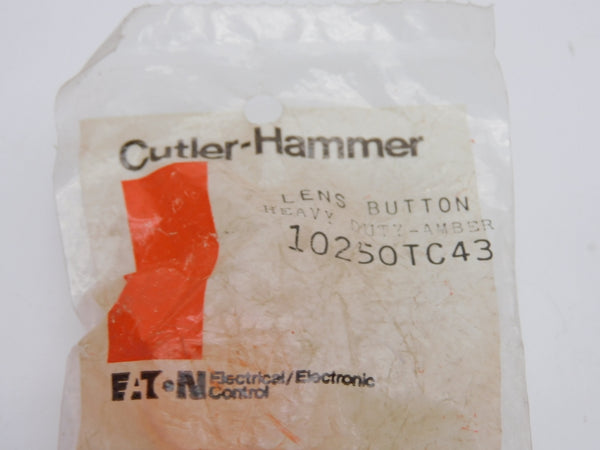 Cutler-Hammer
LENS BUTTON
HEAVY DUTY-AMBER
10250TC43
EATON Electrical/Electronic
Control